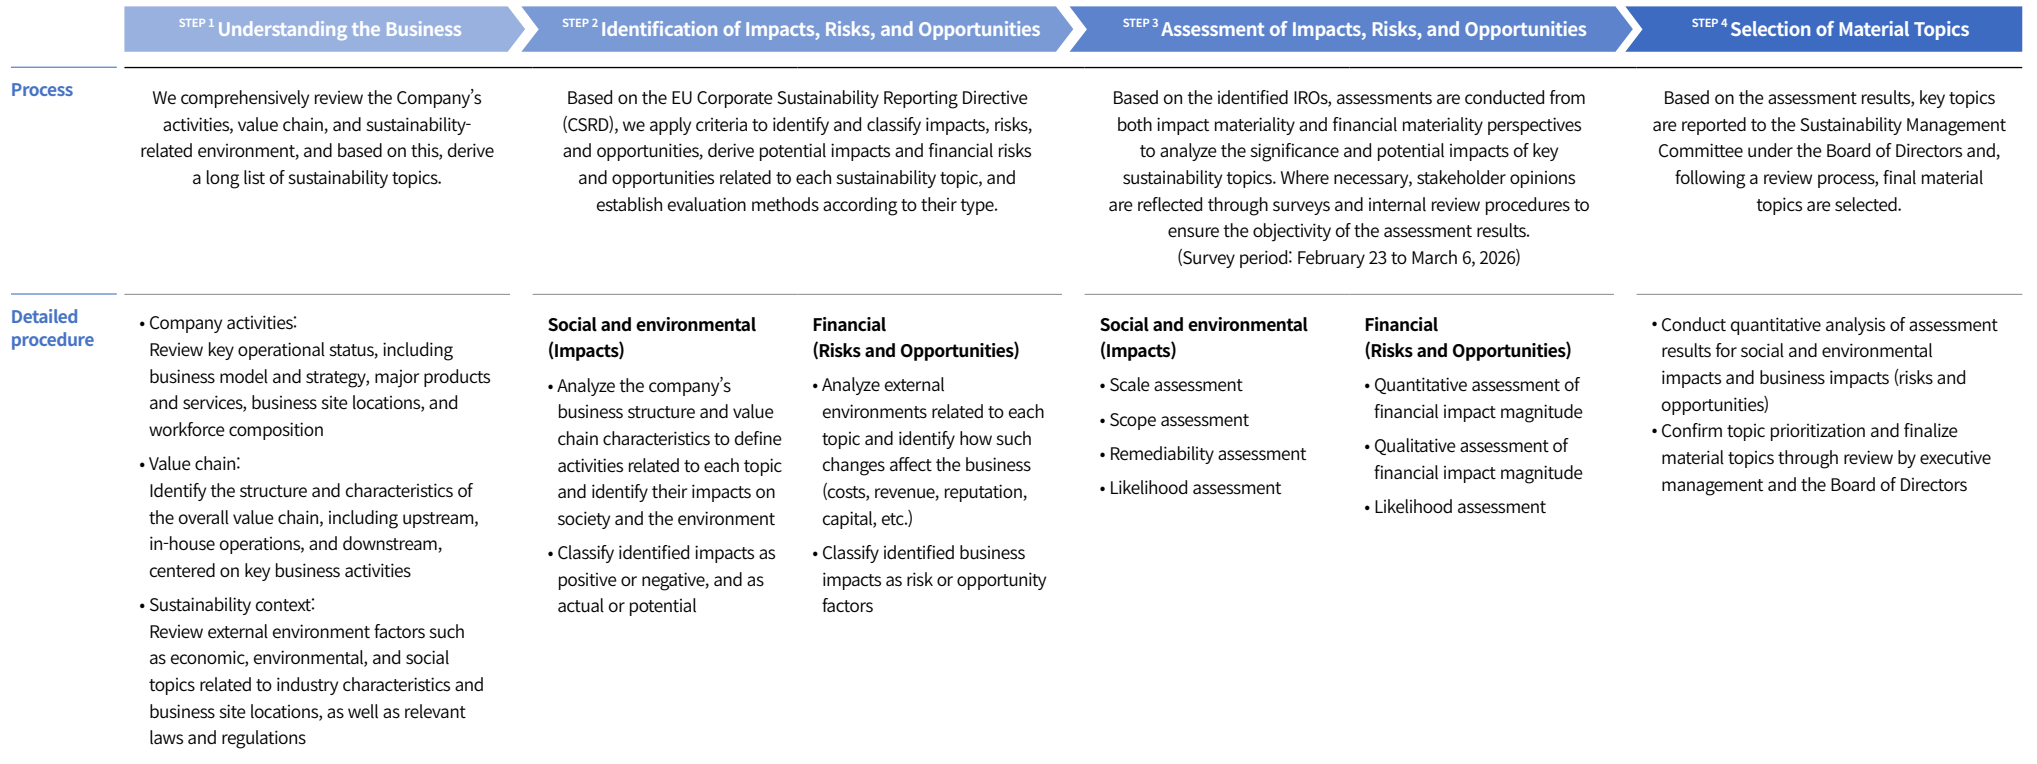 STEP 1 Understanding the Business
STEP 2 Identification of Impacts, Risks, and Opportunities
STEP 3 Assessment of Impacts, Risks, and Opportunities
STEP 4 Selection of Material Topics
Process
We comprehensively review the Company's
activities, value chain, and sustainability-
related environment, and based on this, derive
a long list of sustainability topics.
Based on the EU Corporate Sustainability Reporting Directive
(CSRD), we apply criteria to identify and classify impacts, risks,
and opportunities, derive potential impacts and financial risks
and opportunities related to each sustainability topic, and
establish evaluation methods according to their type.
Based on the identified IROs, assessments are conducted from
both impact materiality and financial materiality perspectives
to analyze the significance and potential impacts of key
sustainability topics. Where necessary, stakeholder opinions
are reflected through surveys and internal review procedures to
ensure the objectivity of the assessment results.
(Survey period: February 23 to March 6, 2026)
Based on the assessment results, key topics
are reported to the Sustainability Management
Committee under the Board of Directors and,
following a review process, final material
topics are selected.
Detailed
procedure
• Company activities:
Review key operational status, including
business model and strategy, major products
and services, business site locations, and
workforce composition
• Value chain:
Identify the structure and characteristics of
the overall value chain, including upstream,
in-house operations, and downstream,
centered on key business activities
• Sustainability context:
Review external environment factors such
as economic, environmental, and social
topics related to industry characteristics and
business site locations, as well as relevant
laws and regulations
Social and environmental
(Impacts)
• Analyze the company's
business structure and value
chain characteristics to define
activities related to each topic
and identify their impacts on
society and the environment
• Classify identified impacts as
positive or negative, and as
actual or potential
Financial
(Risks and Opportunities)
• Analyze external
environments related to each
topic and identify how such
changes affect the business
(costs, revenue, reputation,
capital, etc.)
• Classify identified business
impacts as risk or opportunity
factors
Social and environmental
(Impacts)
• Scale assessment
• Scope assessment
• Remediability assessment
• Likelihood assessment
Financial
(Risks and Opportunities)
• Quantitative assessment of
financial impact magnitude
• Qualitative assessment of
financial impact magnitude
• Likelihood assessment
• Conduct quantitative analysis of assessment
results for social and environmental
impacts and business impacts (risks and
opportunities)
• Confirm topic prioritization and finalize
material topics through review by executive
management and the Board of Directors